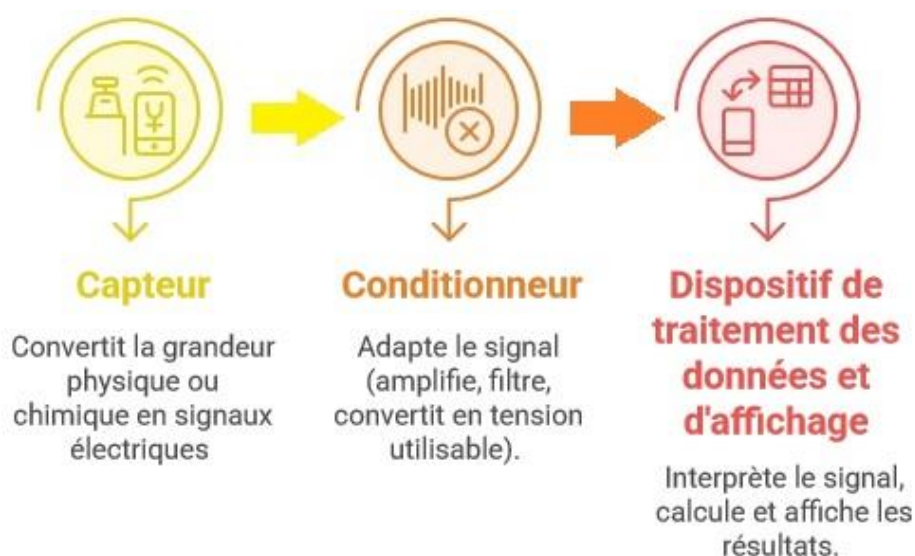 Capteur
Convertit la grandeur
physique ou
chimique en signaux
électriques
Conditionneur
Adapte le signal
(amplifie, filtre,
convertit en tension
utilisable).
Dispositif de
traitement des
données et
d'affichage
Interprète le signal,
calcule et affiche les
résultats.